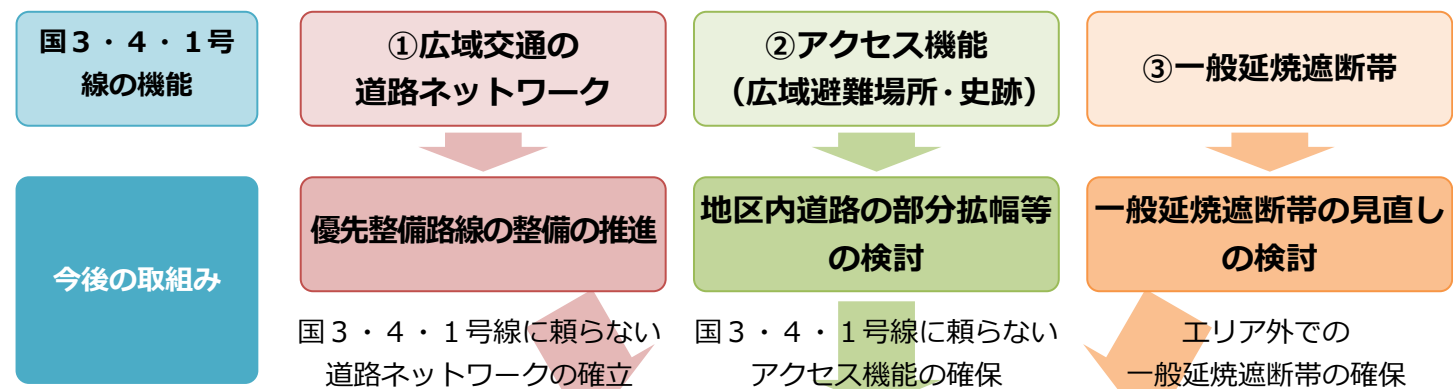 国３・４・１号
線の機能
①広域交通の
道路ネットワーク
②アクセス機能
（広域避難場所・史跡）
③一般延焼遮断帯
今後の取組み
優先整備路線の整備の推進
地区内道路の部分拡幅等
の検討
一般延焼遮断帯の見直し
の検討
国３・４・１号線に頼らない
道路ネットワークの確立
国３・４・１号線に頼らない
アクセス機能の確保
エリア外での
一般延焼遮断帯の確保